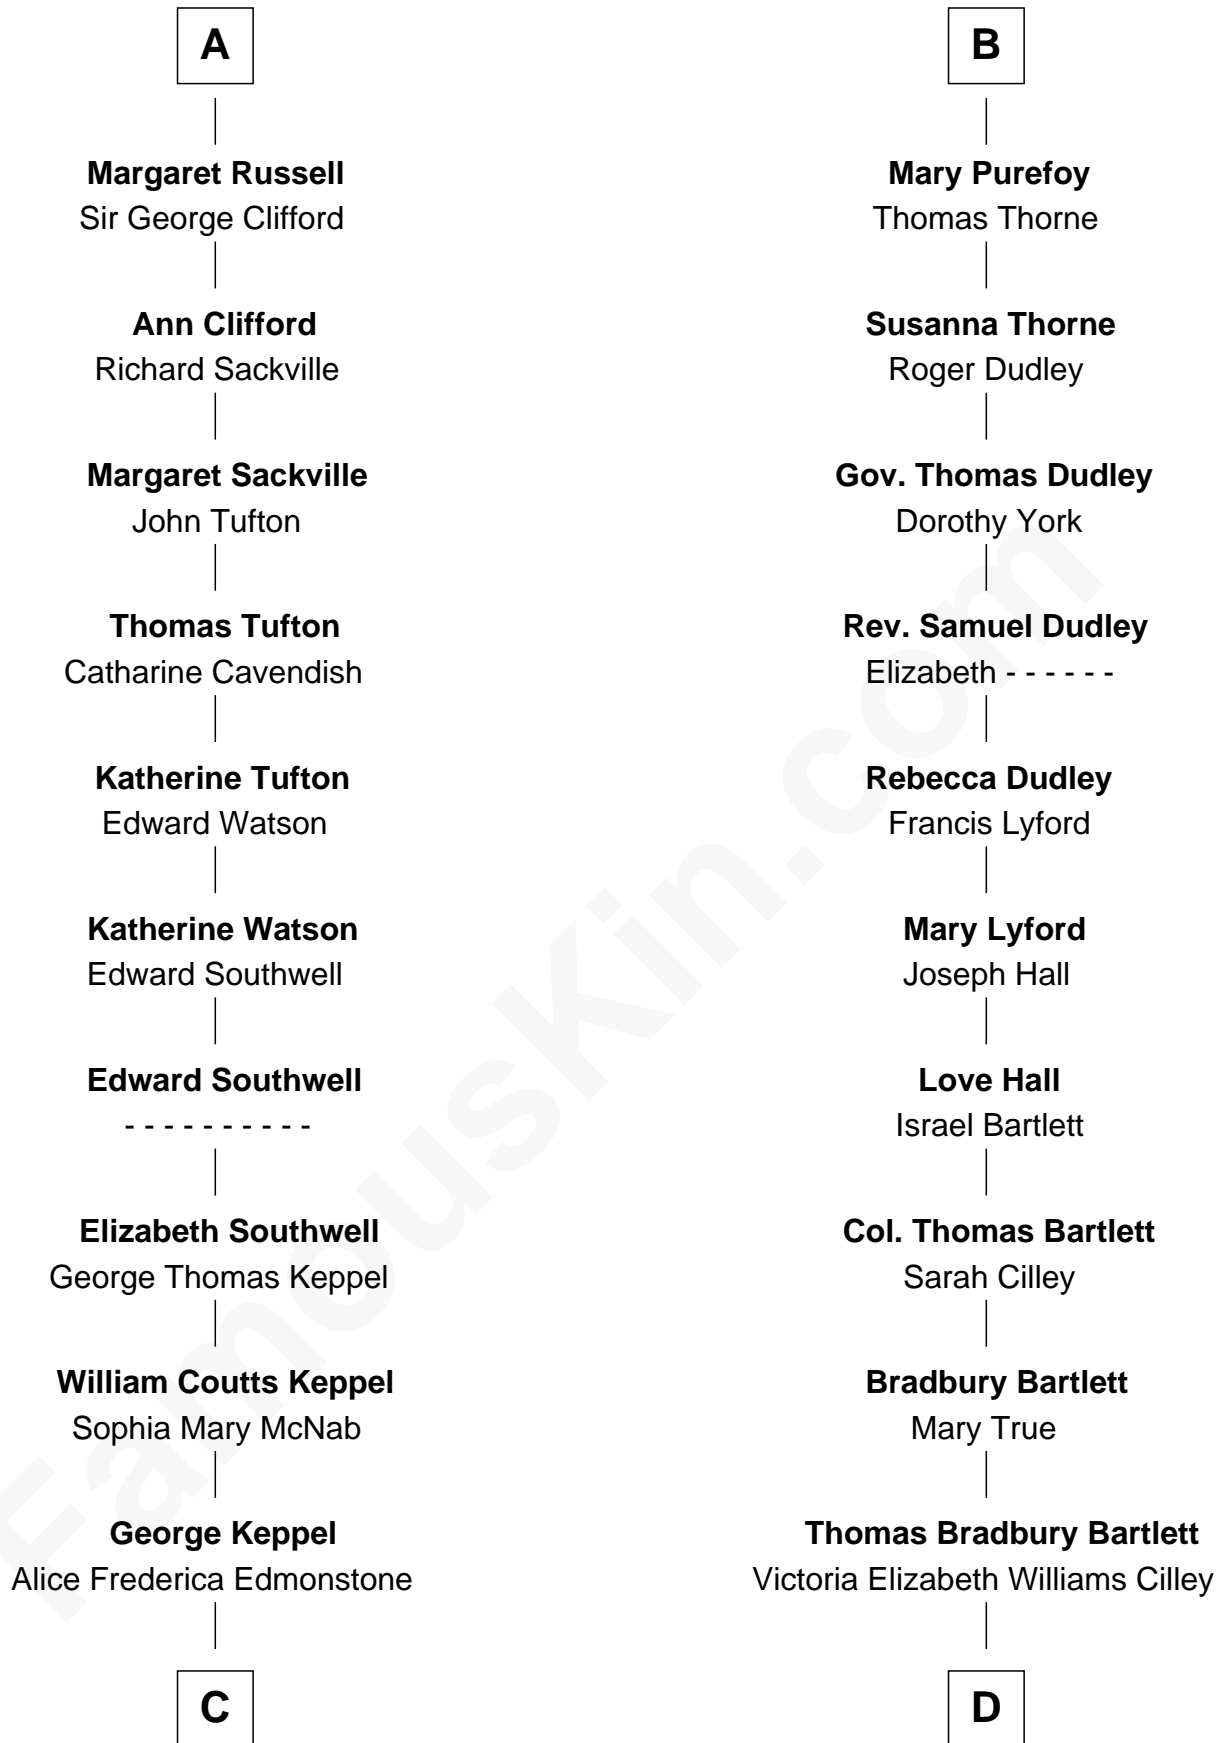 A
Margaret Russell
Sir George Clifford
Ann Clifford
Richard Sackville
Margaret Sackville
John Tufton
Thomas Tufton
Catharine Cavendish
Katherine Tufton
Edward Watson
Katherine Watson
Edward Southwell
Edward Southwell
- - - - - - - - - -
Elizabeth Southwell
George Thomas Keppel
William Coutts Keppel
Sophia Mary McNab
George Keppel
Alice Frederica Edmonstone
C
B
Mary Purefoy
Thomas Thorne
Susanna Thorne
Roger Dudley
Gov. Thomas Dudley
Dorothy York
Rev. Samuel Dudley
Elizabeth - - - - - -
Rebecca Dudley
Francis Lyford
Mary Lyford
Joseph Hall
Love Hall
Israel Bartlett
Col. Thomas Bartlett
Sarah Cilley
Bradbury Bartlett
Mary True
Thomas Bradbury Bartlett
Victoria Elizabeth Williams Cilley
D
FamousKin.com